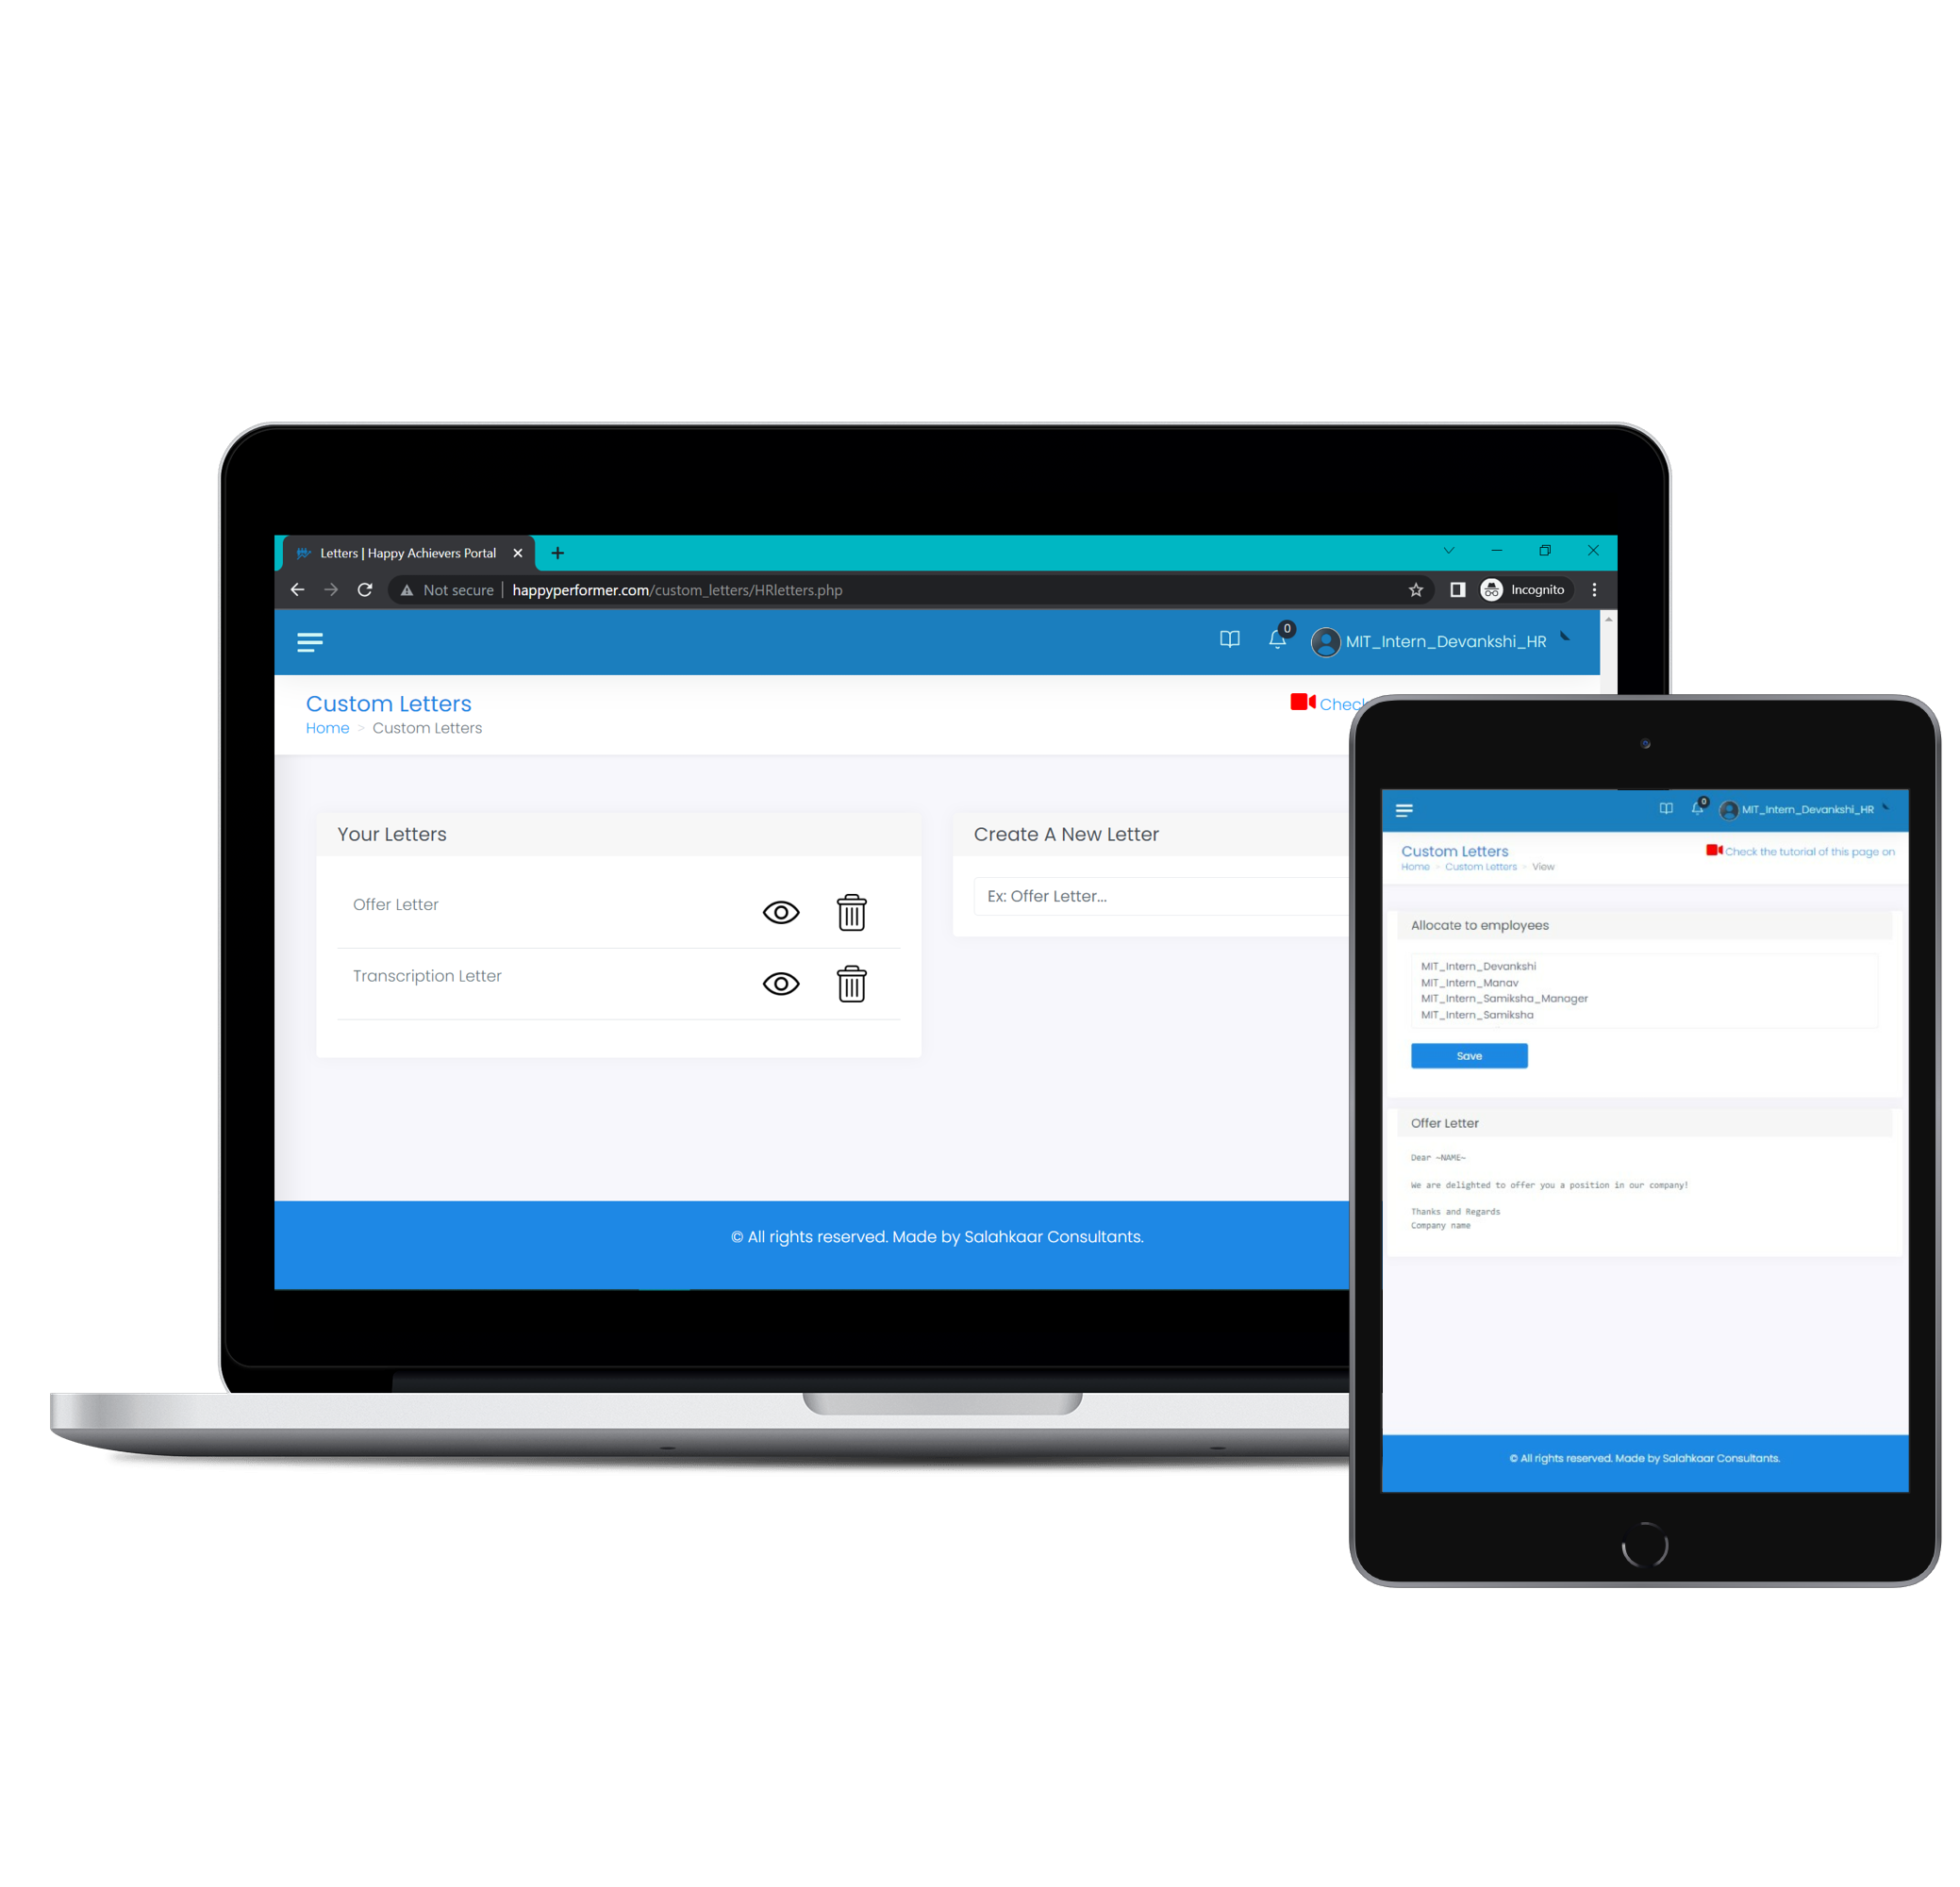 Letters | Happy Achievers Portal
Not secure | happyperformer.com/custom_letters/HRletters.php
Incognito
0
MIT_Intern_Devankshi_HR
Custom Letters
Check
Home > Custom Letters
Your Letters
Offer Letter
Transcription Letter
Create A New Letter
Ex: Offer Letter...
© All rights reserved. Made by Salahkaar Consultants.
0
MIT_Intern_Devankshi_HR
Custom Letters
Check the tutorial of this page on
Home > Custom Letters > View
Allocate to employees
MIT_Intern_Devankshi
MIT_Intern_Manav
MIT_Intern_Samiksha_Manager
MIT_Intern_Samiksha
Save
Offer Letter
Dear ~NAME~
We are delighted to offer you a position in our company!
Thanks and Regards
Company name
© All rights reserved. Made by Salahkaar Consultants.